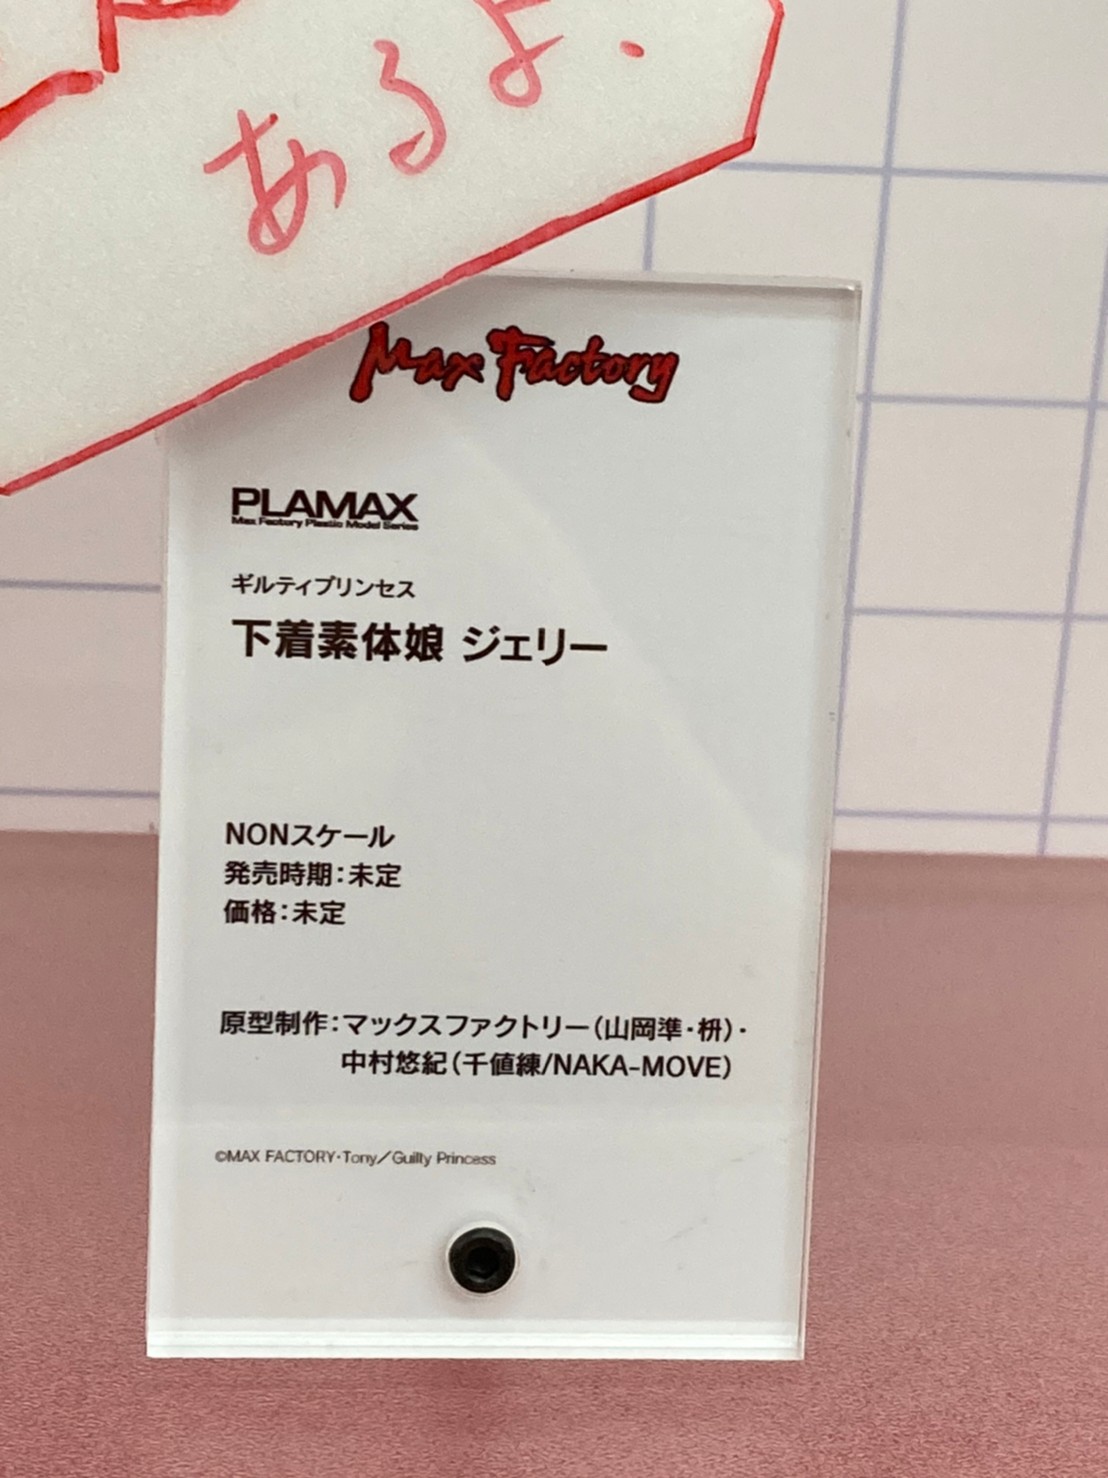 あるよ.
Max Factory
PLAMAX
Max Factory Plastic Model Series
ギルティプリンセス
下着素体娘 ジェリー
NONスケール
発売時期：未定
価格：未定
原型制作：マックスファクトリー（山岡準・枡）・
中村悠紀（千値練/NAKA-MOVE）
©MAX FACTORY・Tony／Guilty Princess